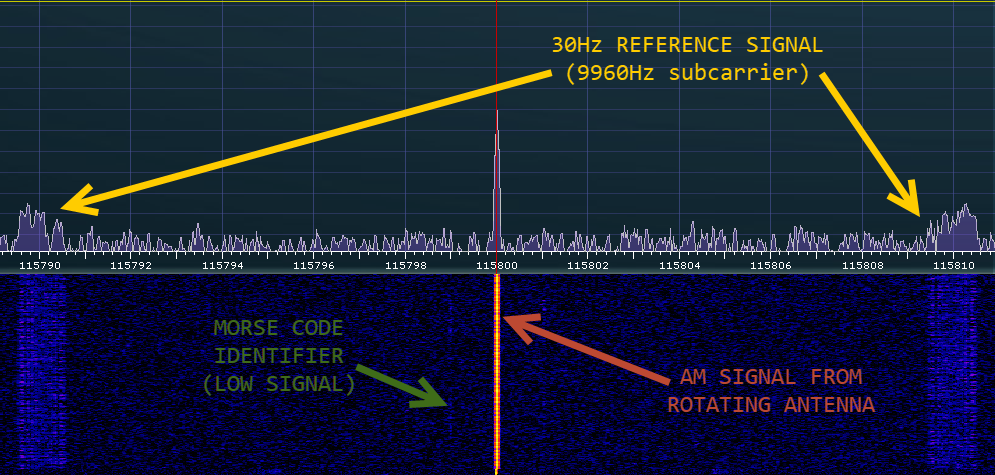 30Hz REFERENCE SIGNAL
(9960Hz subcarrier)
115790 115792 115794 115796 115798 115800 115802 115804 115806 115808 115810
MORSE CODE
IDENTIFIER
(LOW SIGNAL)
AM SIGNAL FROM
ROTATING ANTENNA